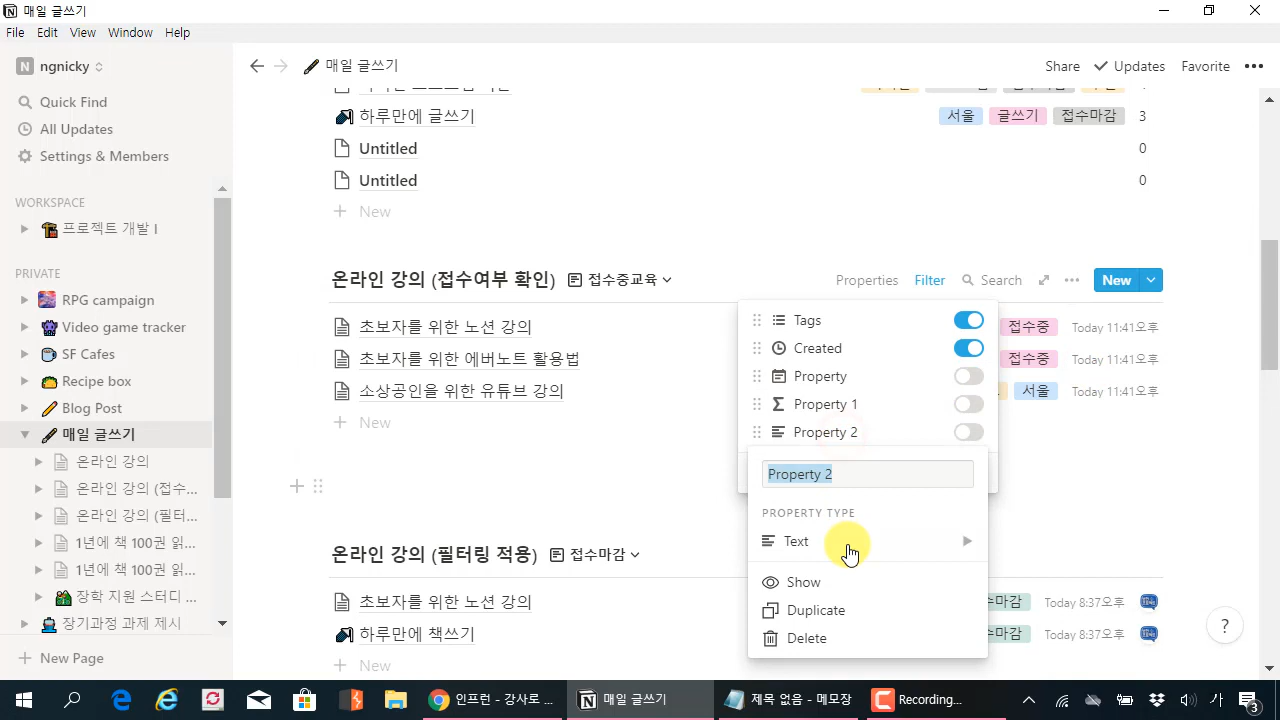 매일 글쓰기
File Edit View Window Help
N ngnicky
매일 글쓰기
Share Updates Favorite
Quick Find
All Updates
Settings & Members
WORKSPACE
프로젝트 개발 I
PRIVATE
RPG campaign
Video game tracker
SF Cafes
Recipe box
Blog Post
매일 글쓰기
온라인 강의
온라인 강의 (접수...
온라인 강의 (필터...
1년에 책 100권 읽...
1년에 책 100권 읽...
장학 지원 스터디 ...
장기과정 과제 제시
New Page
하루만에 글쓰기 서울 글쓰기 접수마감 3
Untitled 0
Untitled 0
New
온라인 강의 (접수여부 확인) 접수중교육 Properties Filter Search New
초보자를 위한 노션 강의 접수중 Today 11:41오후
초보자를 위한 에버노트 활용법 접수중 Today 11:41오후
소상공인을 위한 유튜브 강의 서울 Today 11:41오후
New
Tags
Created
Property
Property 1
Property 2
Property 2
PROPERTY TYPE
Text
Show
Duplicate
Delete
온라인 강의 (필터링 적용) 접수마감
초보자를 위한 노션 강의 수마감 Today 8:37오후
하루만에 책쓰기 수마감 Today 8:37오후
New
?
인프런 - 강사로 ... 매일 글쓰기 제목 없음 - 메모장 Recording... 가 3